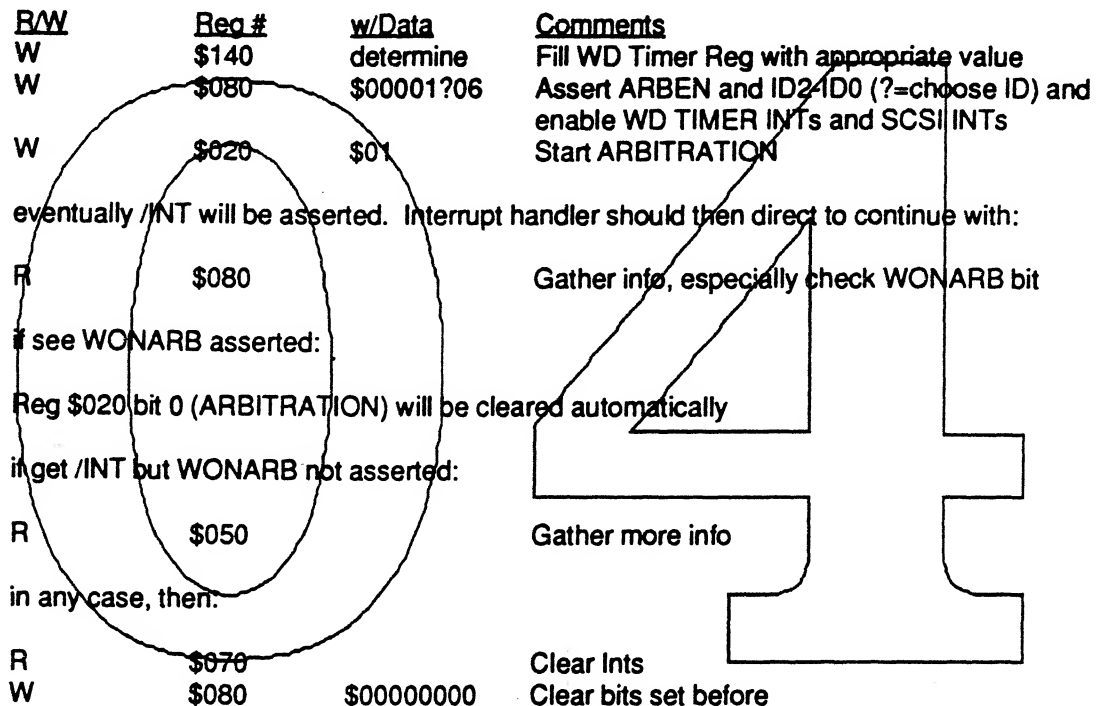 R/W Reg # w/Data Comments
W $140 determine Fill WD Timer Reg with appropriate value
W $080 $00001?06 Assert ARBEN and ID2-ID0 (?=choose ID) and
enable WD TIMER INTs and SCSI INTs
W $020 $01 Start ARBITRATION
eventually /INT will be asserted. Interrupt handler should then direct to continue with:
R $080 Gather info, especially check WONARB bit
if see WONARB asserted:
Reg $020 bit 0 (ARBITRATION) will be cleared automatically
if get /INT but WONARB not asserted:
R $050 Gather more info
in any case, then:
R $070 Clear Ints
W $080 $00000000 Clear bits set before
04